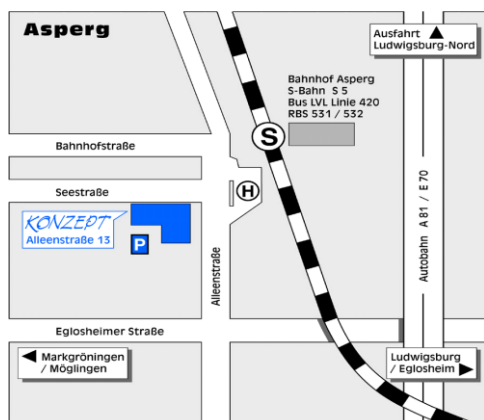 Asperg
Ausfahrt
Ludwigsburg-Nord
Bahnhof Asperg
S-Bahn S 5
Bus LVL Linie 420
RBS 531 / 532
S
Bahnhofstraße
Seestraße
H
KONZEPT
Alleenstraße 13
P
Alleenstraße
Autobahn A 81 / E 70
Eglosheimer Straße
Markgröningen
/ Möglingen
Ludwigsburg
/ Eglosheim